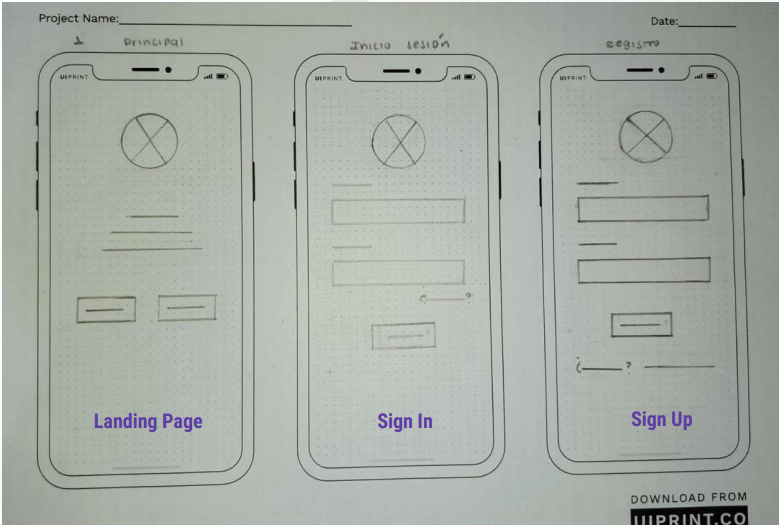 Project Name:
Date:
1 principal
Inicio sesión
Registro
UIPRINT
UIPRINT
UIPRINT
¿ ?
¿ ?
Landing Page
Sign In
Sign Up
DOWNLOAD FROM
UIPRINT.CO